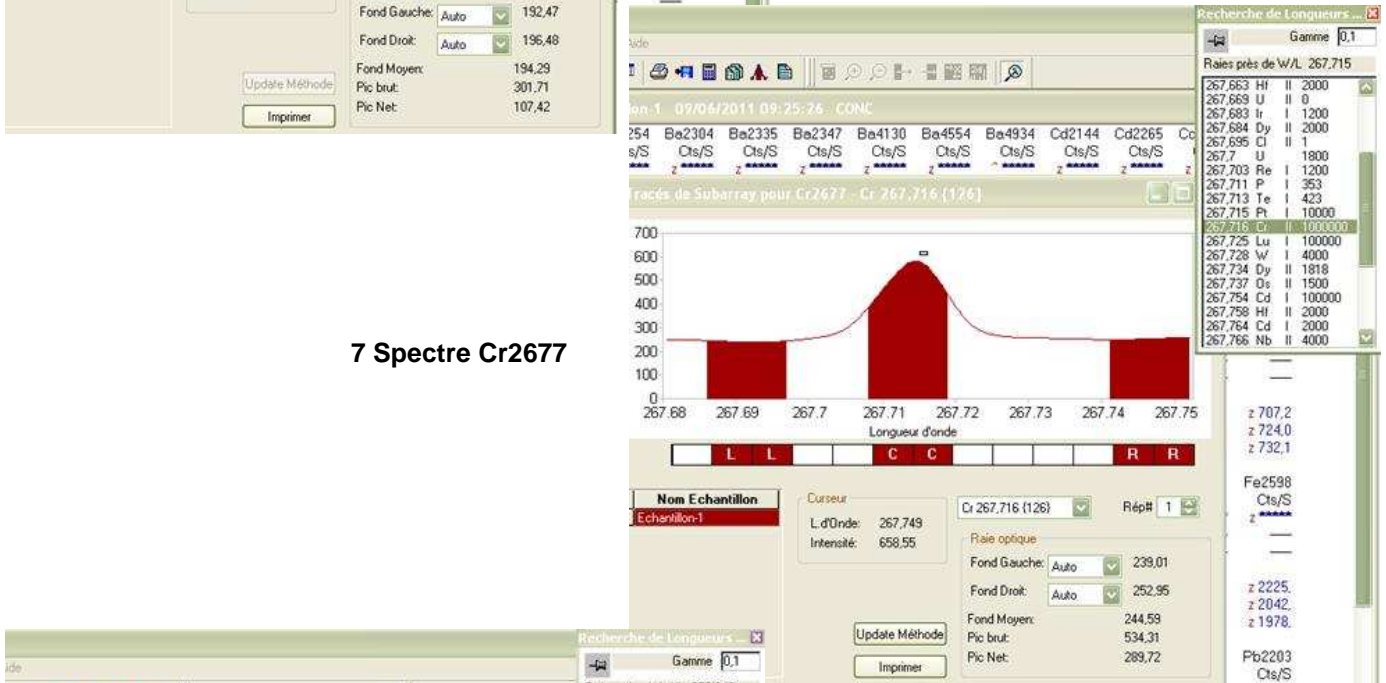 Fond Gauche: Auto 192,47
Fond Droit: Auto 196,48
Fond Moyen: 194,29
Update Méthode Pic brut: 301,71
Imprimer Pic Net: 107,42
7 Spectre Cr2677
Recherche de Longueurs ...
Gamme 0,1
Raies près de W/L 267,715
267,663 Hf II 2000
267,669 U II 0
267,683 Ir I 1200
267,684 Dy II 2000
267,695 Cl II 1
267,7 U 1800
267,703 Re I 1200
267,711 P I 353
267,713 Te I 423
267,715 Pt I 10000
267,716 Cr II 1000000
267,725 Lu I 100000
267,728 W I 4000
267,734 Dy II 1818
267,737 Os II 1500
267,754 Cd I 100000
267,758 Hf II 2000
267,764 Cd I 2000
267,766 Nb II 4000
Aide
on-1 09/06/2011 09:25:26 CONC
254 Ba2304 Ba2335 Ba2347 Ba4130 Ba4554 Ba4934 Cd2144 Cd2265
s/S Cts/S Cts/S Cts/S Cts/S Cts/S Cts/S Cts/S Cts/S
***** z ***** z ***** z ***** z ***** z ***** ^ ***** z ***** z ***** z
Tracés de Subarray pour Cr2677 - Cr 267,716 {126}
700
600
500
400
300
200
100
0
267.68 267.69 267.7 267.71 267.72 267.73 267.74 267.75
Longueur d'onde
L L C C R R
Nom Echantillon
Echantillon-1
Curseur
L.d'Onde: 267,749
Intensité: 658,55
Cr 267,716 {126} Rép# 1
Raie optique
Fond Gauche: Auto 239,01
Fond Droit: Auto 252,95
Fond Moyen: 244,59
Update Méthode Pic brut: 534,31
Imprimer Pic Net: 289,72
z 707,2
z 724,0
z 732,1
Fe2598
Cts/S
z *****
z 2225,
z 2042,
z 1978,
Pb2203
Cts/S
Recherche de Longueurs ...
Gamme 0,1